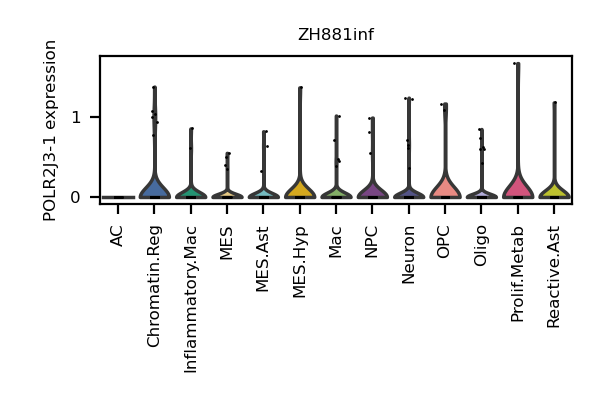 ZH881inf
POLR2J3-1 expression
1
0
AC
Chromatin.Reg
Inflammatory.Mac
MES
MES.Ast
MES.Hyp
Mac
NPC
Neuron
OPC
Oligo
Prolif.Metab
Reactive.Ast